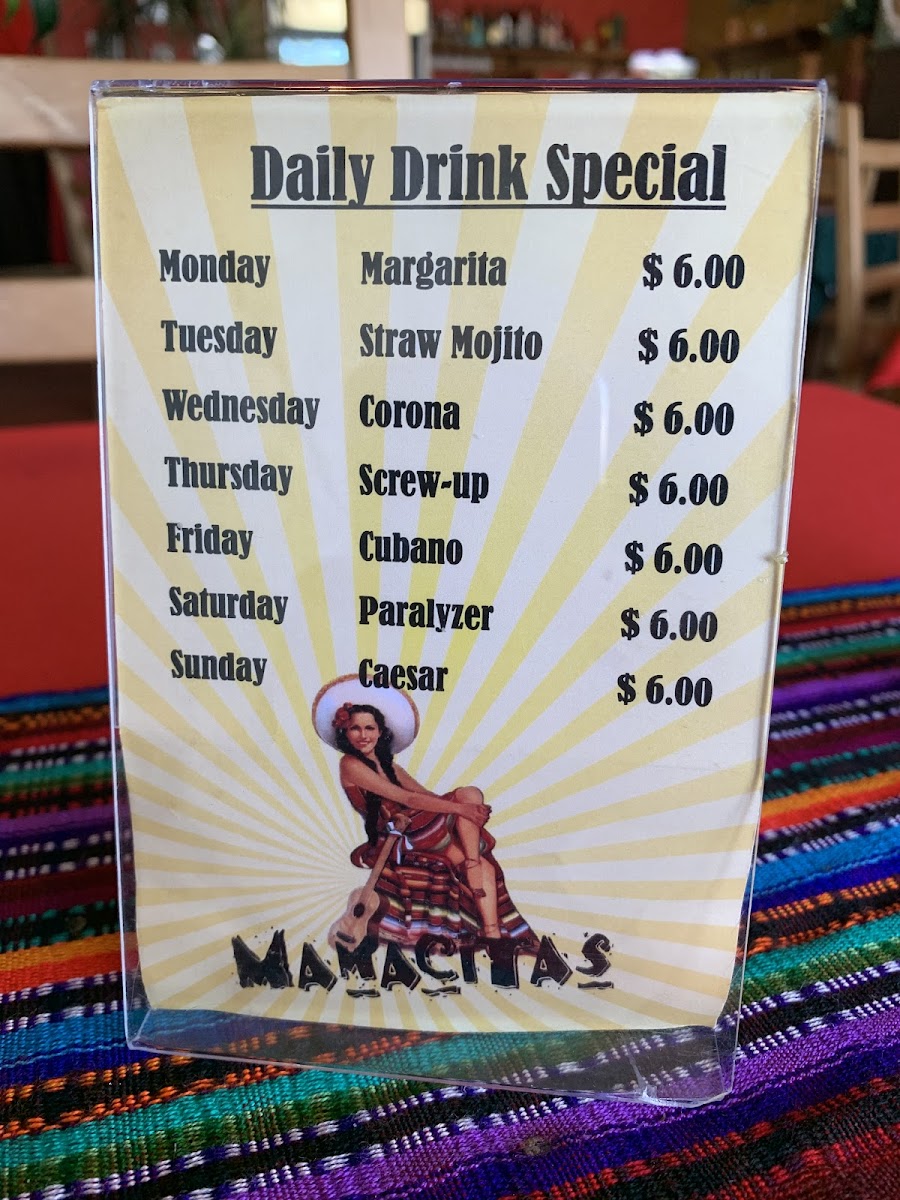 Daily Drink Special
Monday Margarita $ 6.00
Tuesday Straw Mojito $ 6.00
Wednesday Corona $ 6.00
Thursday Screw-up $ 6.00
Friday Cubano $ 6.00
Saturday Paralyzer $ 6.00
Sunday Caesar $ 6.00
MAMACITAS